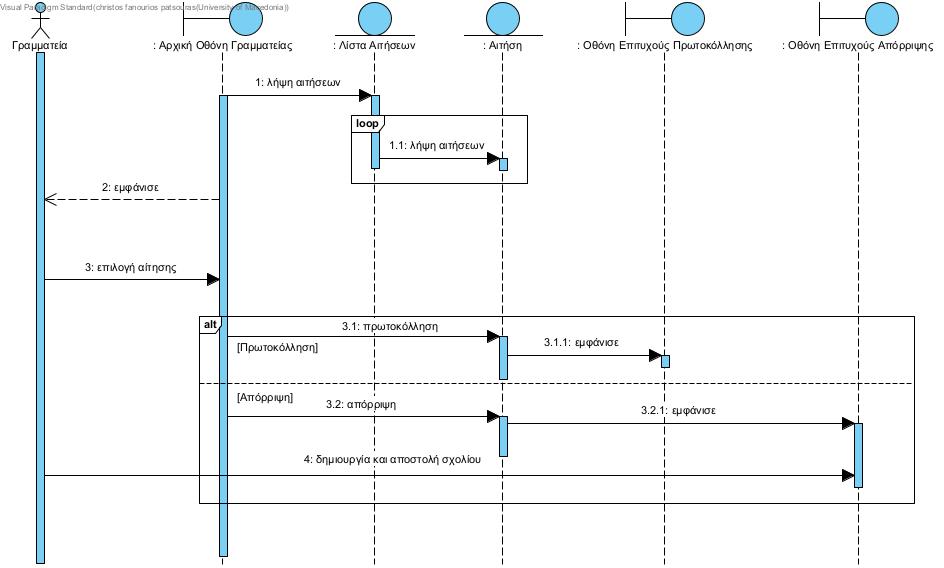 Visual Paradigm Standard(christos fanourios patsouras(University of Macedonia))
Γραμματεία
: Αρχική Οθόνη Γραμματείας
: Λίστα Αιτήσεων
: Αιτήση
: Οθόνη Επιτυχούς Πρωτοκόλλησης
: Οθόνη Επιτυχούς Απόρριψης
1: λήψη αιτήσεων
loop
1.1: λήψη αιτήσεων
2: εμφάνισε
3: επιλογή αίτησης
alt
3.1: πρωτοκόλληση
[Πρωτοκόλληση]
3.1.1: εμφάνισε
[Απόρριψη]
3.2: απόρριψη
3.2.1: εμφάνισε
4: δημιουργία και αποστολή σχολίου